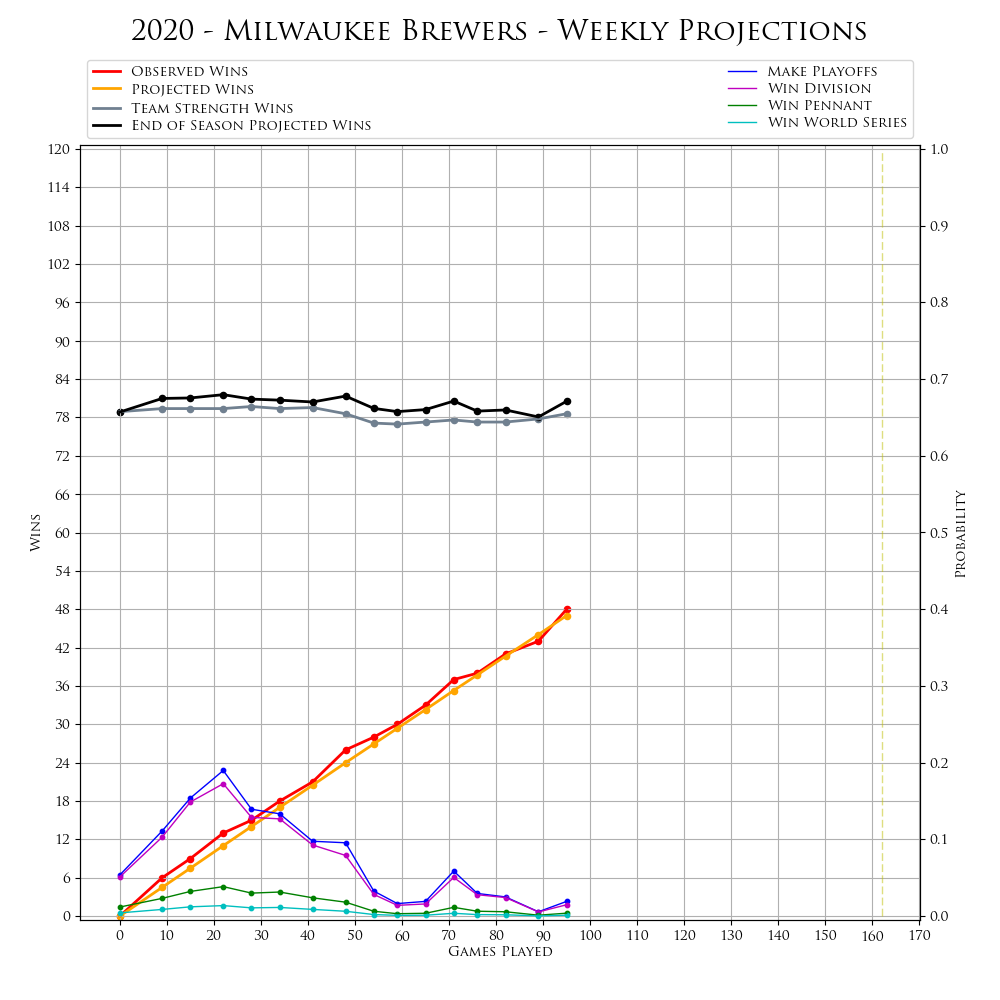 2020 - Milwaukee Brewers - Weekly Projections
Observed Wins
Projected Wins
Team Strength Wins
End of Season Projected Wins
Make Playoffs
Win Division
Win Pennant
Win World Series
120
114
108
102
96
90
84
78
72
66
60
54
48
42
36
30
24
18
12
6
0
Wins
1.0
0.9
0.8
0.7
0.6
0.5
0.4
0.3
0.2
0.1
0.0
Probability
0 10 20 30 40 50 60 70 80 90 100 110 120 130 140 150 160 170
Games Played